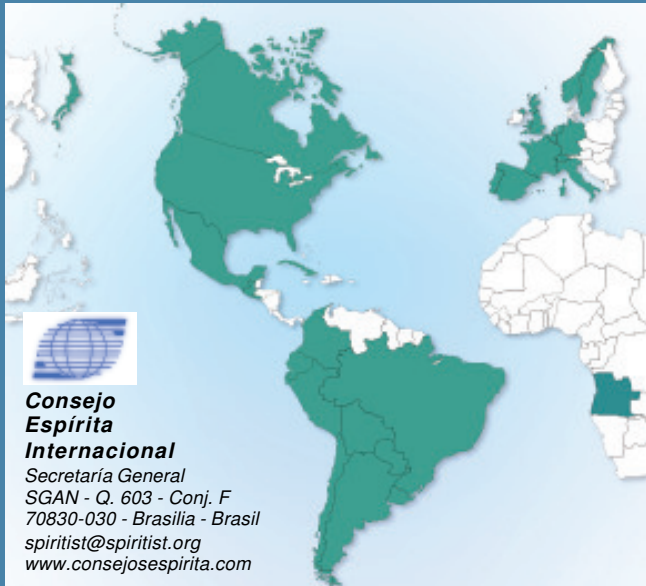 Consejo
Espírita
Internacional
Secretaría General
SGAN - Q. 603 - Conj. F
70830-030 - Brasilia - Brasil
spiritist@spiritist.org
www.consejosespirita.com